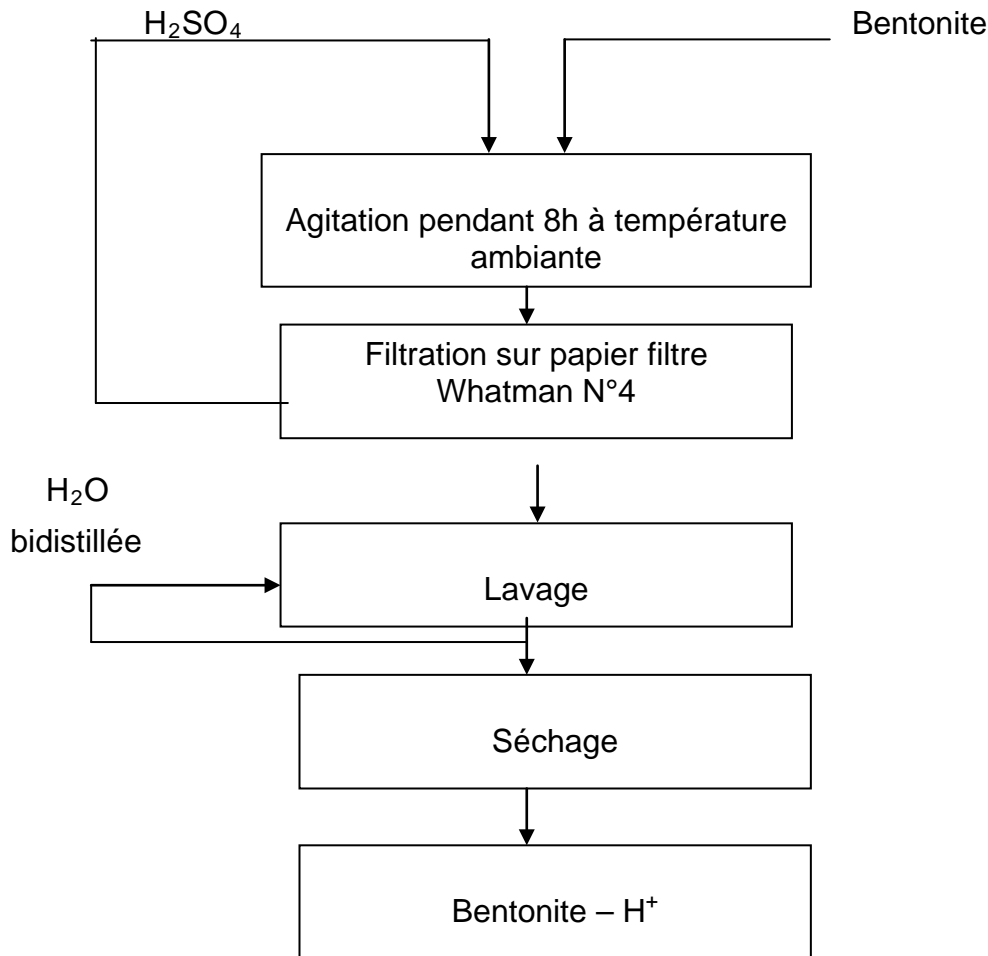 H₂SO₄
Bentonite
Agitation pendant 8h à température
ambiante
Filtration sur papier filtre
Whatman N°4
H₂O
bidistillée
Lavage
Séchage
Bentonite – H⁺